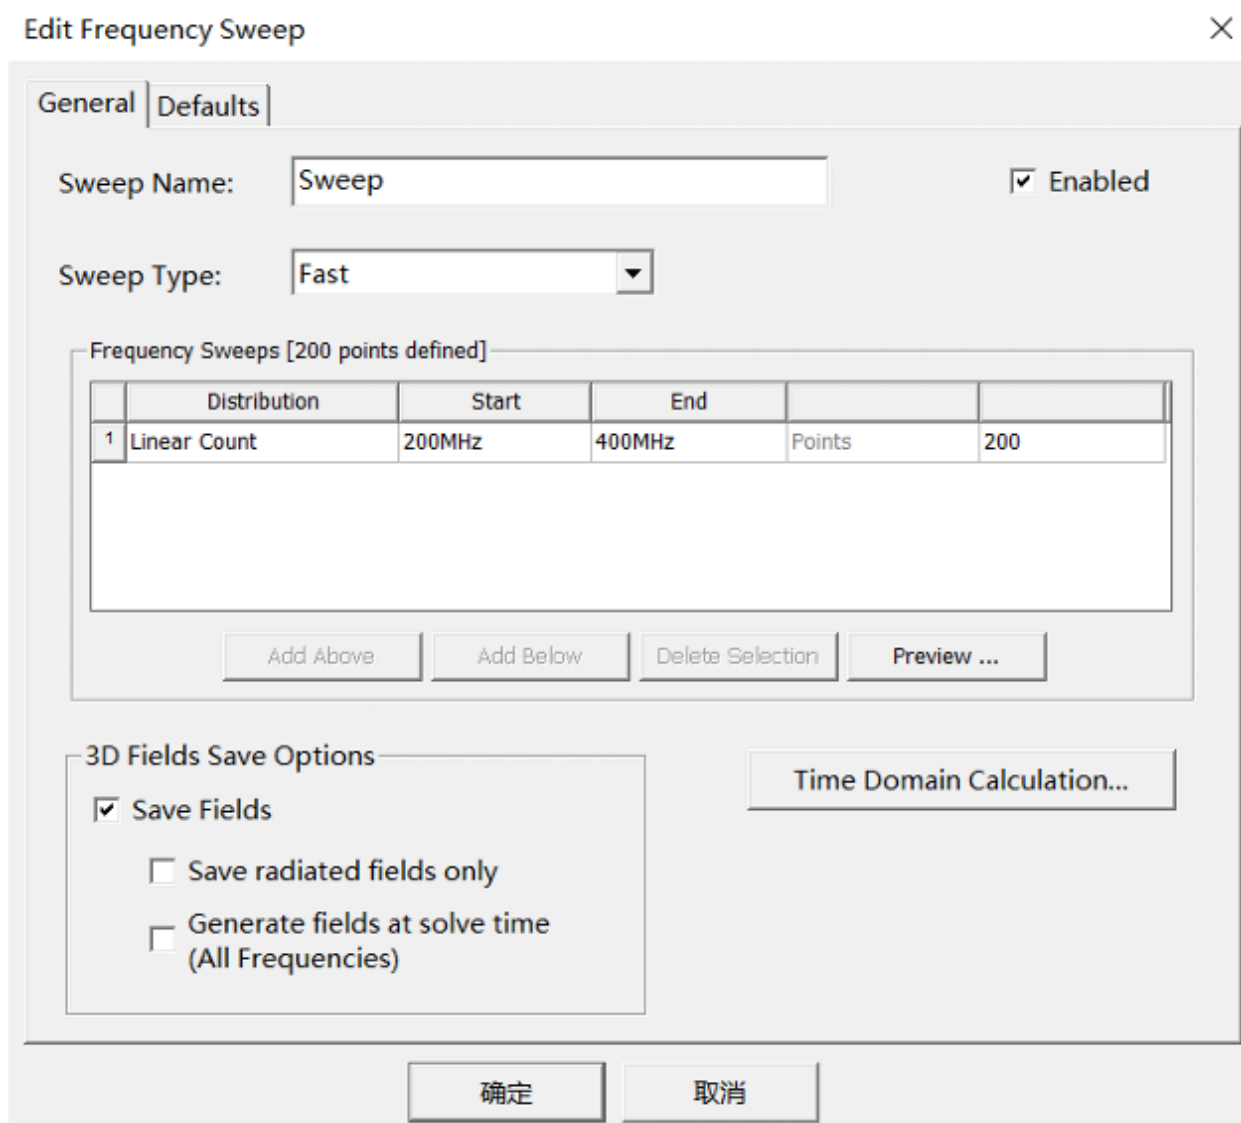 Edit Frequency Sweep
General Defaults
Sweep Name: Sweep Enabled
Sweep Type: Fast
Frequency Sweeps [200 points defined]
Distribution Start End
1 Linear Count 200MHz 400MHz Points 200
Add Above Add Below Delete Selection Preview ...
3D Fields Save Options
Time Domain Calculation...
Save Fields
Save radiated fields only
Generate fields at solve time
(All Frequencies)
确定 取消